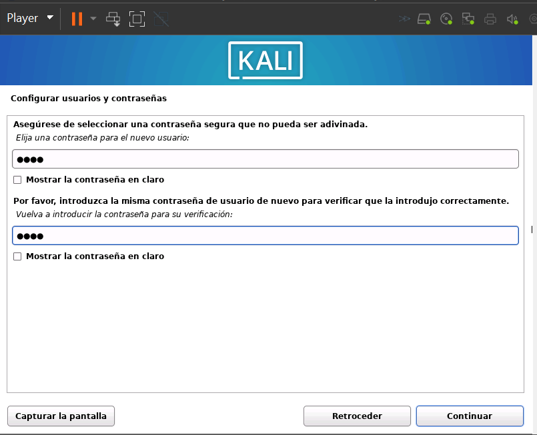 Player
KALI
Configurar usuarios y contraseñas
Asegúrese de seleccionar una contraseña segura que no pueda ser adivinada.
Elija una contraseña para el nuevo usuario:
●●●●
Mostrar la contraseña en claro
Por favor, introduzca la misma contraseña de usuario de nuevo para verificar que la introdujo correctamente.
Vuelva a introducir la contraseña para su verificación:
●●●●
Mostrar la contraseña en claro
Capturar la pantalla
Retroceder
Continuar